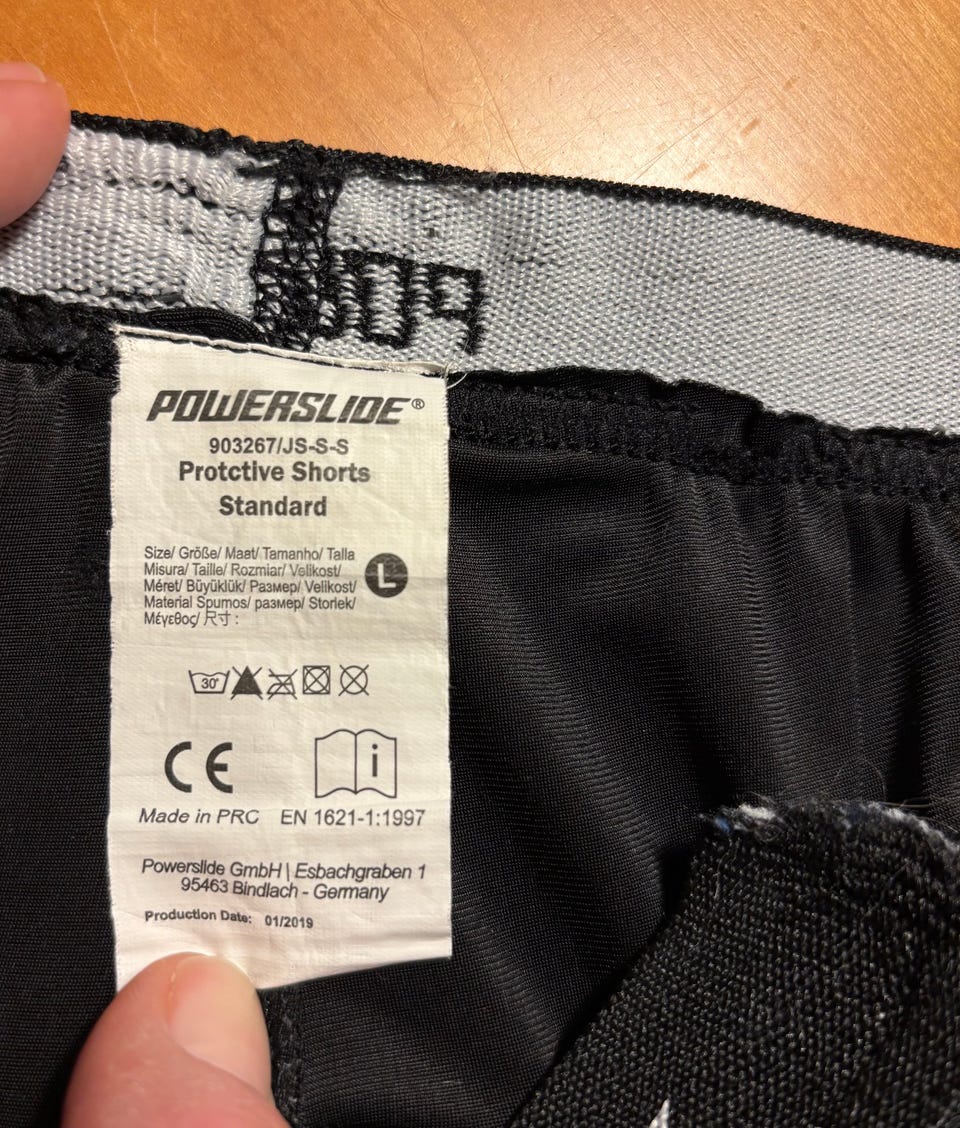 POWERSLIDE®
903267/JS-S-S
Protctive Shorts
Standard
Size/ Größe/ Maat/ Tamanho/ Talla
Misura/ Taille/ Rozmiar/ Velikost/
Méret/ Büyüklük/ Размер/ Velikost/
Material Spumos/ размер/ Storlek/
Μέγεθος/ 尺寸 :
L
30°
CE
i
Made in PRC EN 1621-1:1997
Powerslide GmbH | Esbachgraben 1
95463 Bindlach - Germany
Production Date: 01/2019